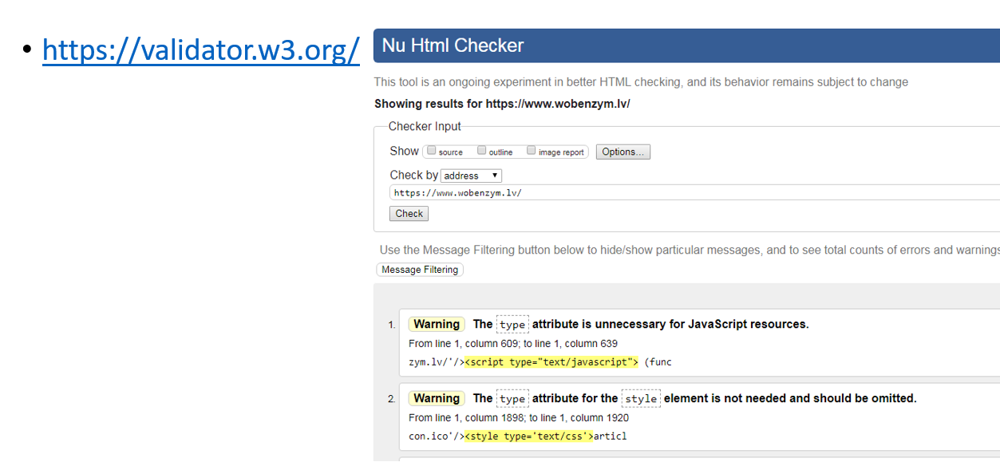 • https://validator.w3.org/
Nu Html Checker
This tool is an ongoing experiment in better HTML checking, and its behavior remains subject to change
Showing results for https://www.wobenzym.lv/
Checker Input
Show source outline image report Options...
Check by address
https://www.wobenzym.lv/
Check
Use the Message Filtering button below to hide/show particular messages, and to see total counts of errors and warnings
Message Filtering
1. Warning The type attribute is unnecessary for JavaScript resources.
From line 1, column 609; to line 1, column 639
zym.lv/'/><script type="text/javascript"> (func
2. Warning The type attribute for the style element is not needed and should be omitted.
From line 1, column 1898; to line 1, column 1920
con.ico'/><style type='text/css'>articl